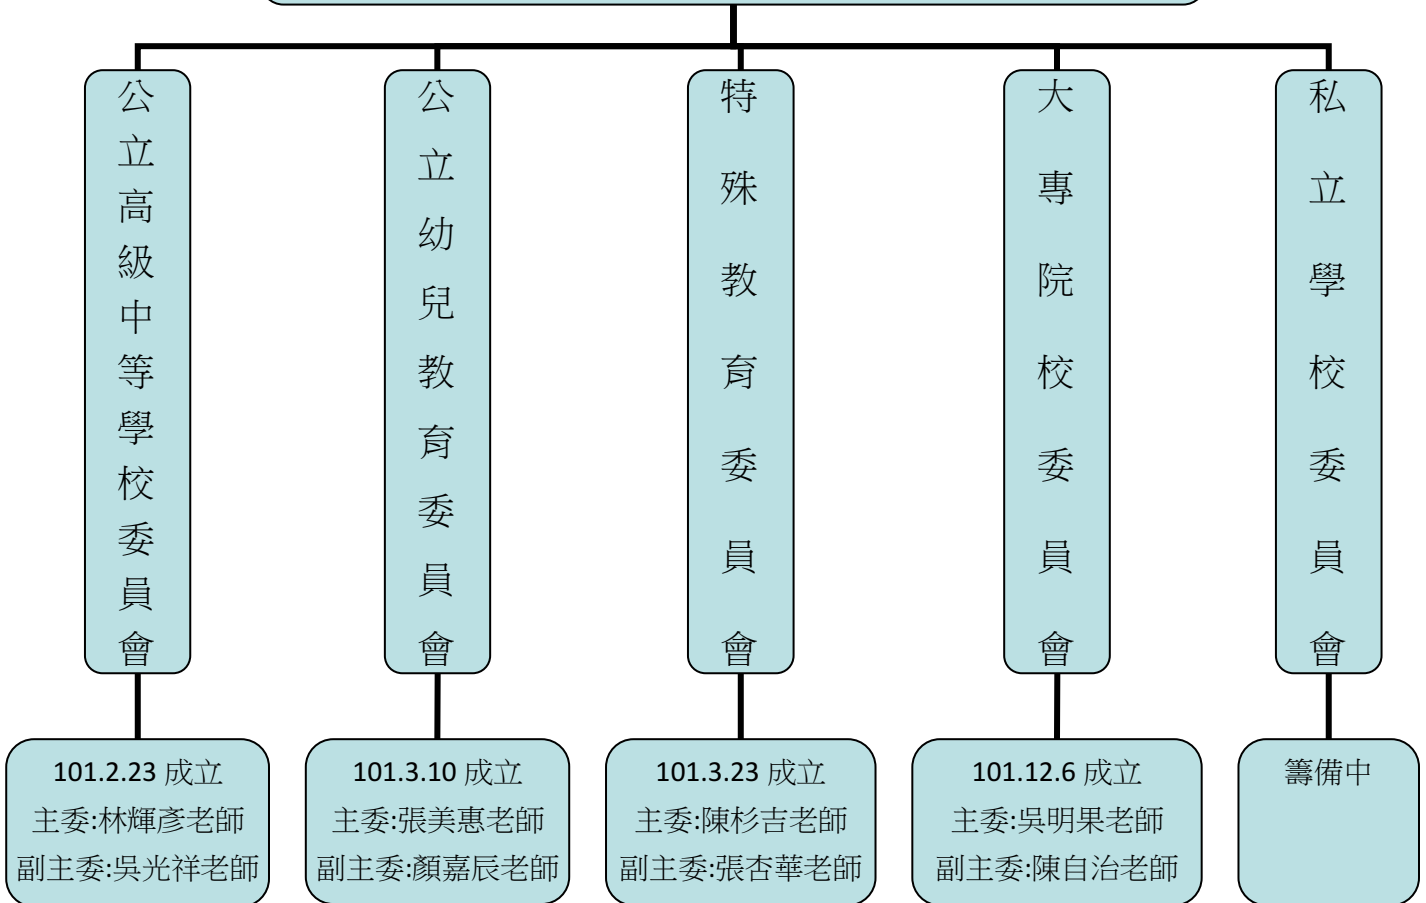 公立高級中等學校委員會
公立幼兒教育委員會
特殊教育委員會
大專院校委員會
私立學校委員會
101.2.23 成立
主委:林輝彥老師
副主委:吳光祥老師
101.3.10 成立
主委:張美惠老師
副主委:顏嘉辰老師
101.3.23 成立
主委:陳杉吉老師
副主委:張杏華老師
101.12.6 成立
主委:吳明果老師
副主委:陳自治老師
籌備中